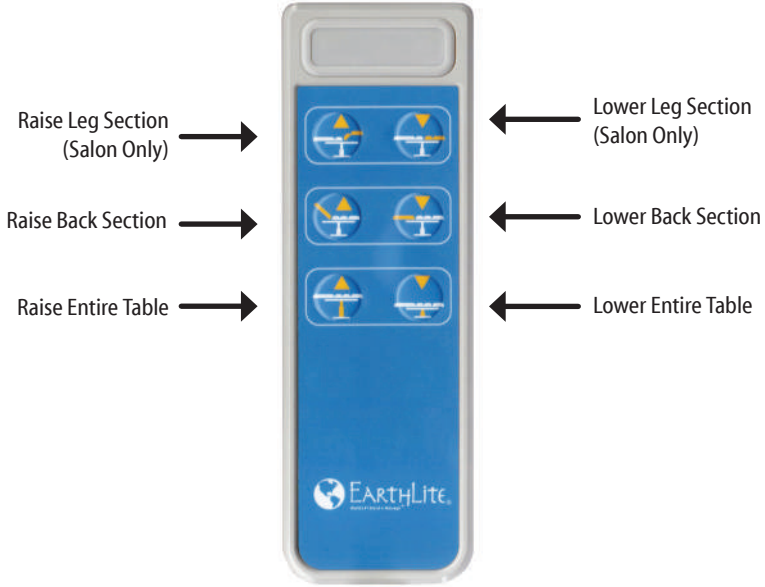 Raise Leg Section
(Salon Only)
Lower Leg Section
(Salon Only)
Raise Back Section
Lower Back Section
Raise Entire Table
Lower Entire Table
EARTHLITE®